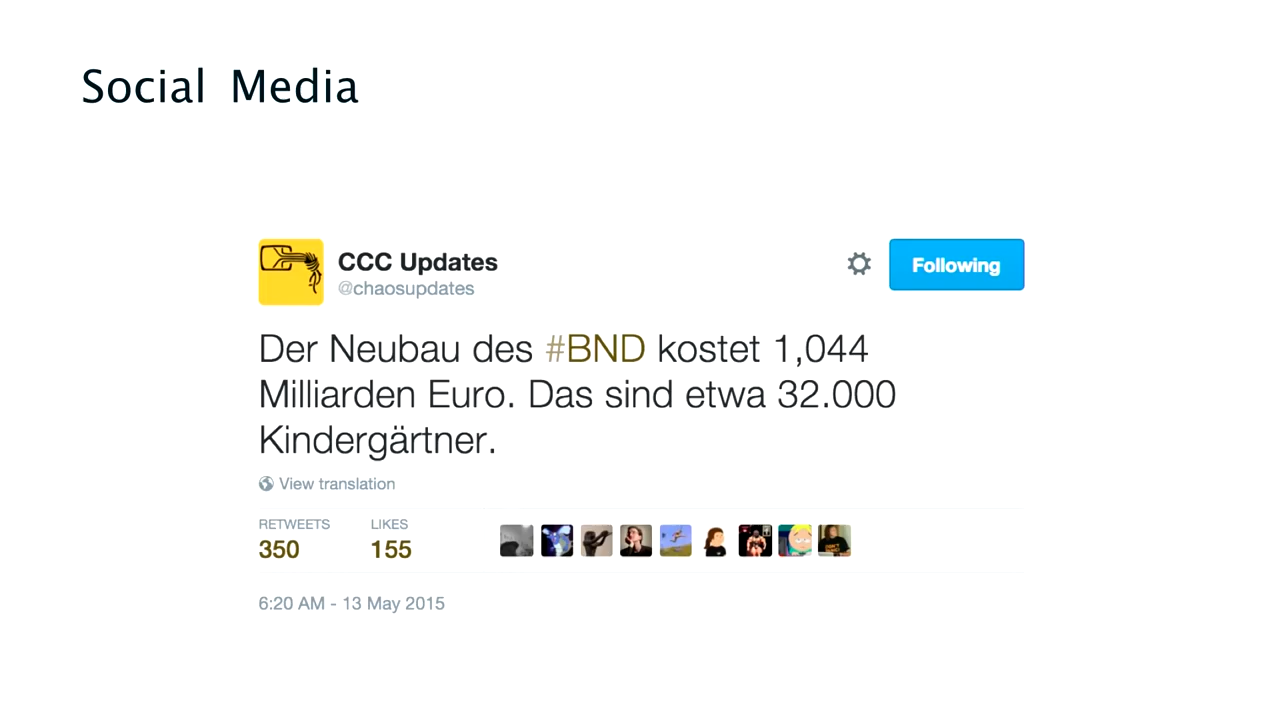 Social Media
CCC Updates
@chaosupdates
Following
Der Neubau des #BND kostet 1,044
Milliarden Euro. Das sind etwa 32.000
Kindergärtner.
View translation
RETWEETS LIKES
350 155
6:20 AM - 13 May 2015